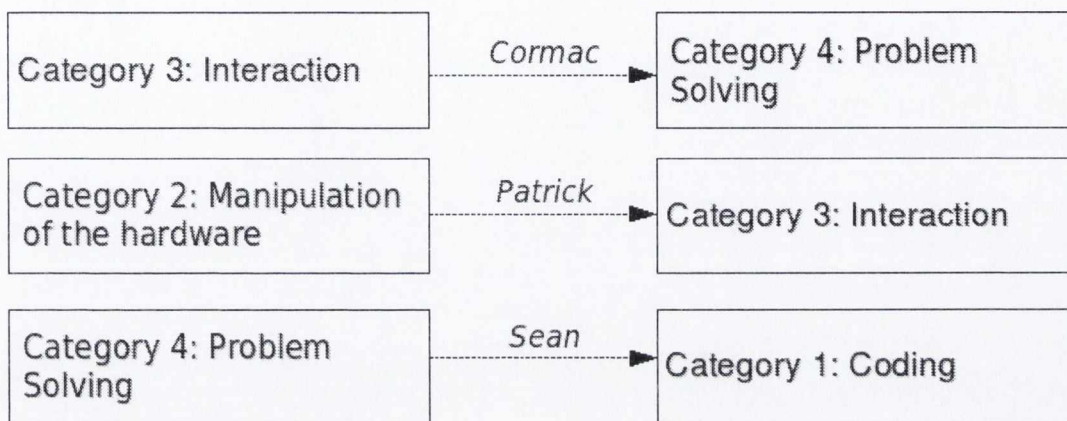 Category 3: Interaction
Cormac
Category 4: Problem
Solving
Category 2: Manipulation
of the hardware
Patrick
Category 3: Interaction
Category 4: Problem
Solving
Sean
Category 1: Coding